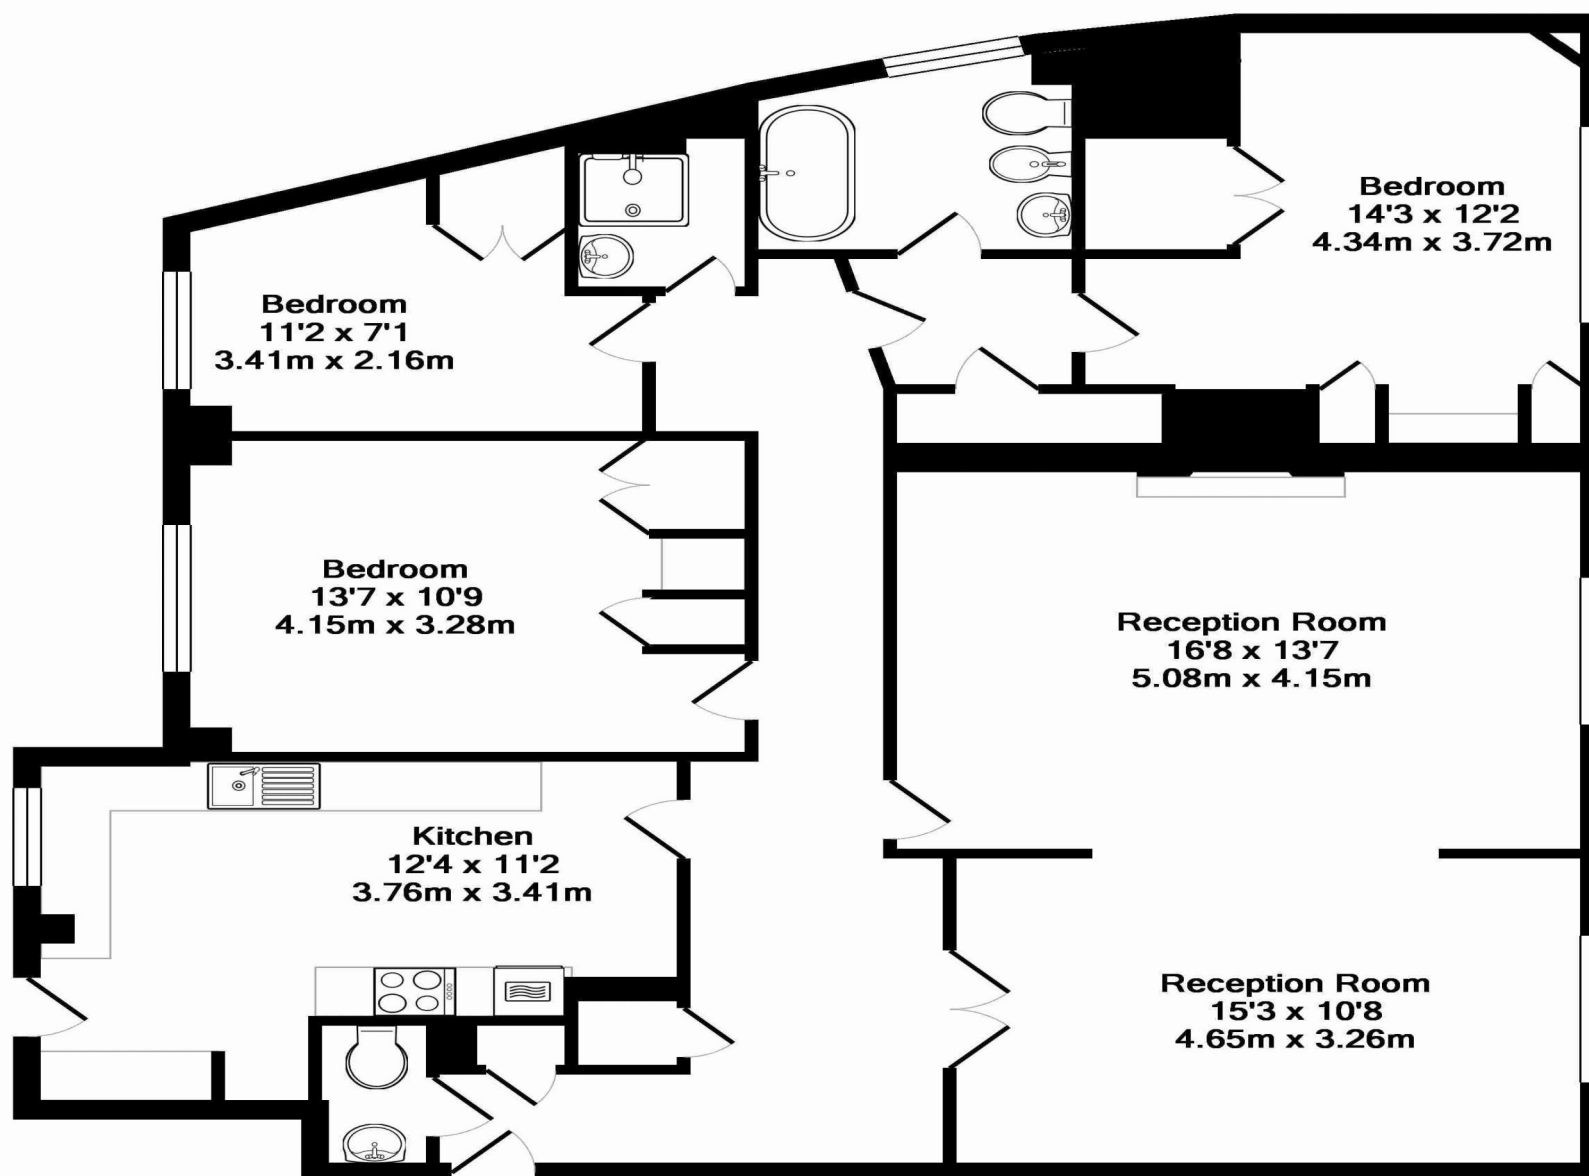 Bedroom
14'3 x 12'2
4.34m x 3.72m
Bedroom
11'2 x 7'1
3.41m x 2.16m
Bedroom
13'7 x 10'9
4.15m x 3.28m
Reception Room
16'8 x 13'7
5.08m x 4.15m
Kitchen
12'4 x 11'2
3.76m x 3.41m
Reception Room
15'3 x 10'8
4.65m x 3.26m